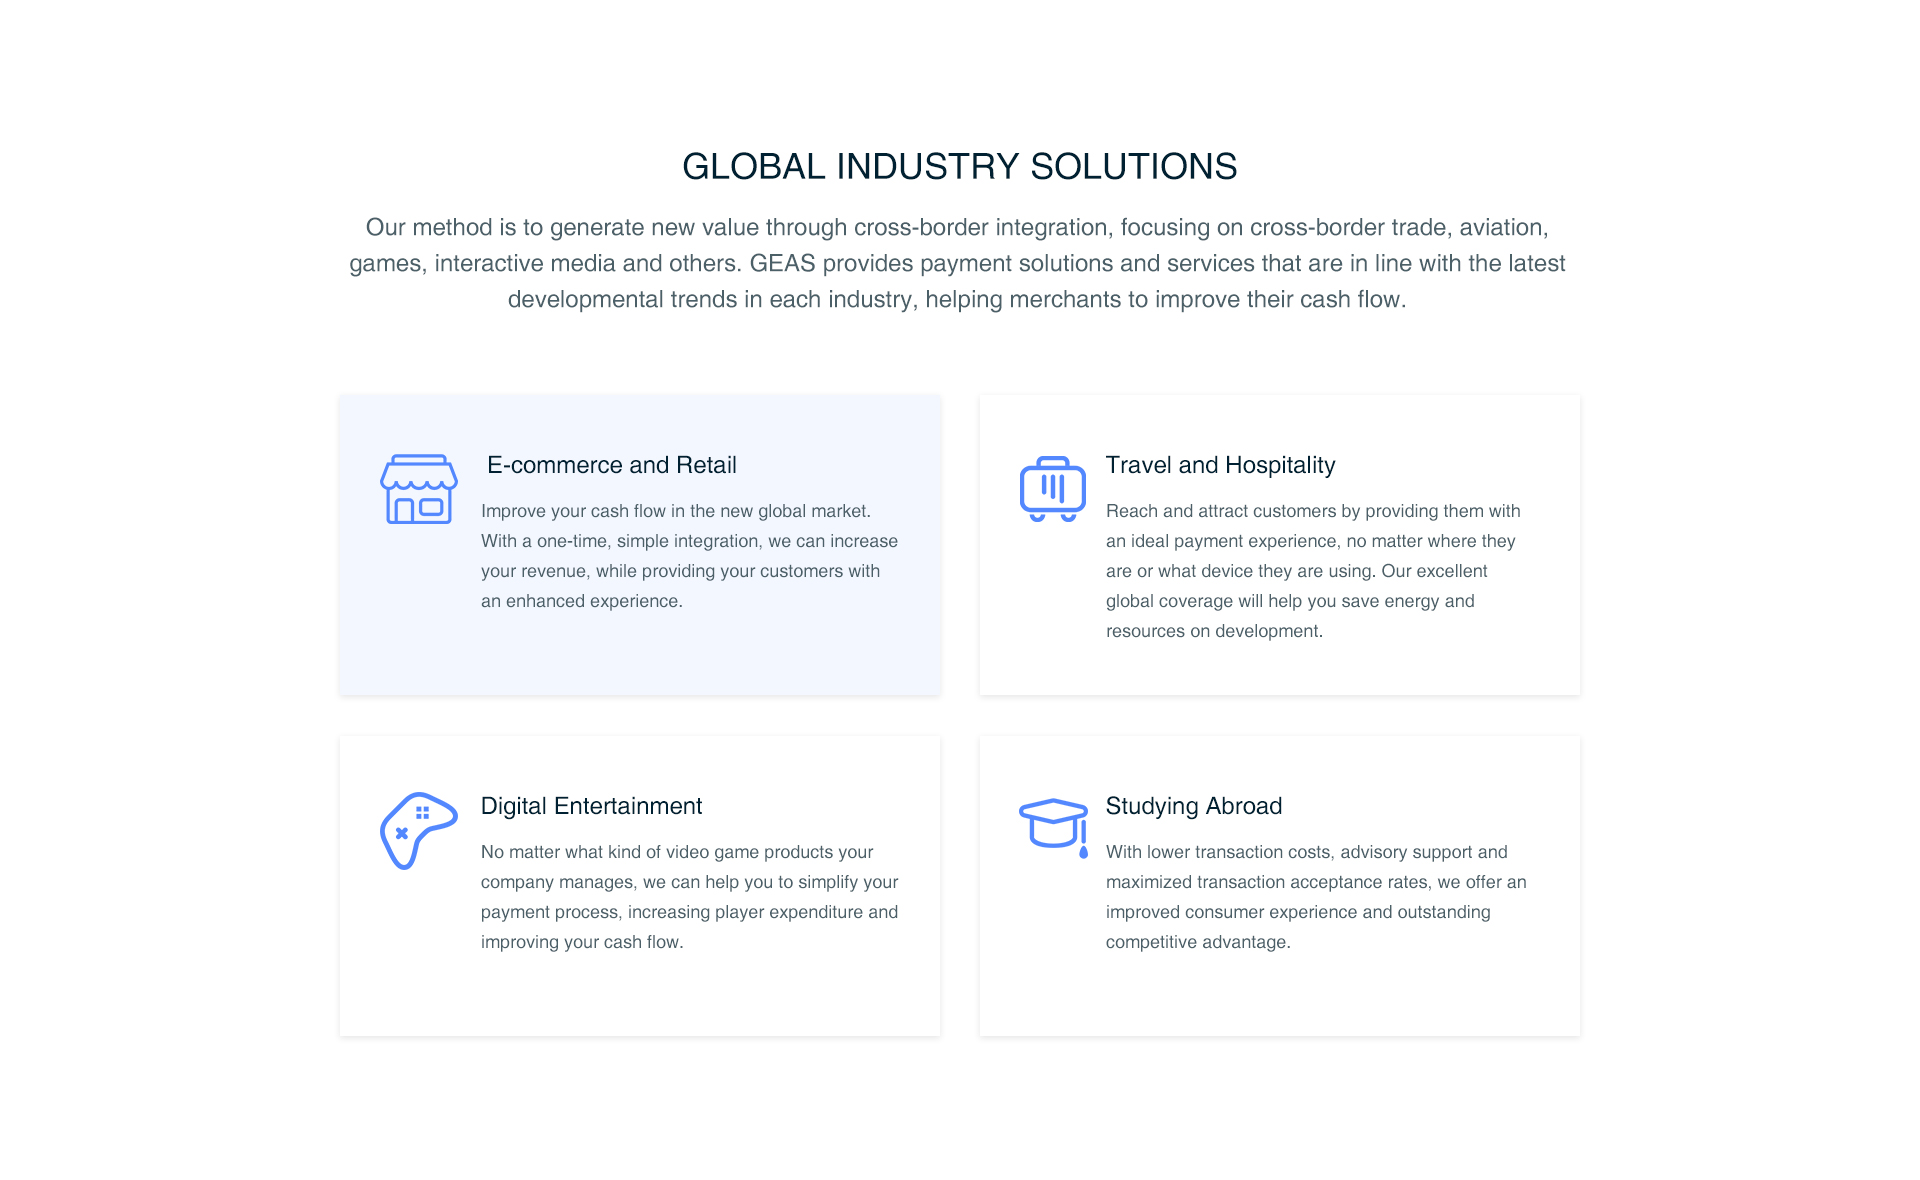 GLOBAL INDUSTRY SOLUTIONS
Our method is to generate new value through cross-border integration, focusing on cross-border trade, aviation,
games, interactive media and others. GEAS provides payment solutions and services that are in line with the latest
developmental trends in each industry, helping merchants to improve their cash flow.
E-commerce and Retail
Improve your cash flow in the new global market.
With a one-time, simple integration, we can increase
your revenue, while providing your customers with
an enhanced experience.
Travel and Hospitality
Reach and attract customers by providing them with
an ideal payment experience, no matter where they
are or what device they are using. Our excellent
global coverage will help you save energy and
resources on development.
Digital Entertainment
No matter what kind of video game products your
company manages, we can help you to simplify your
payment process, increasing player expenditure and
improving your cash flow.
Studying Abroad
With lower transaction costs, advisory support and
maximized transaction acceptance rates, we offer an
improved consumer experience and outstanding
competitive advantage.